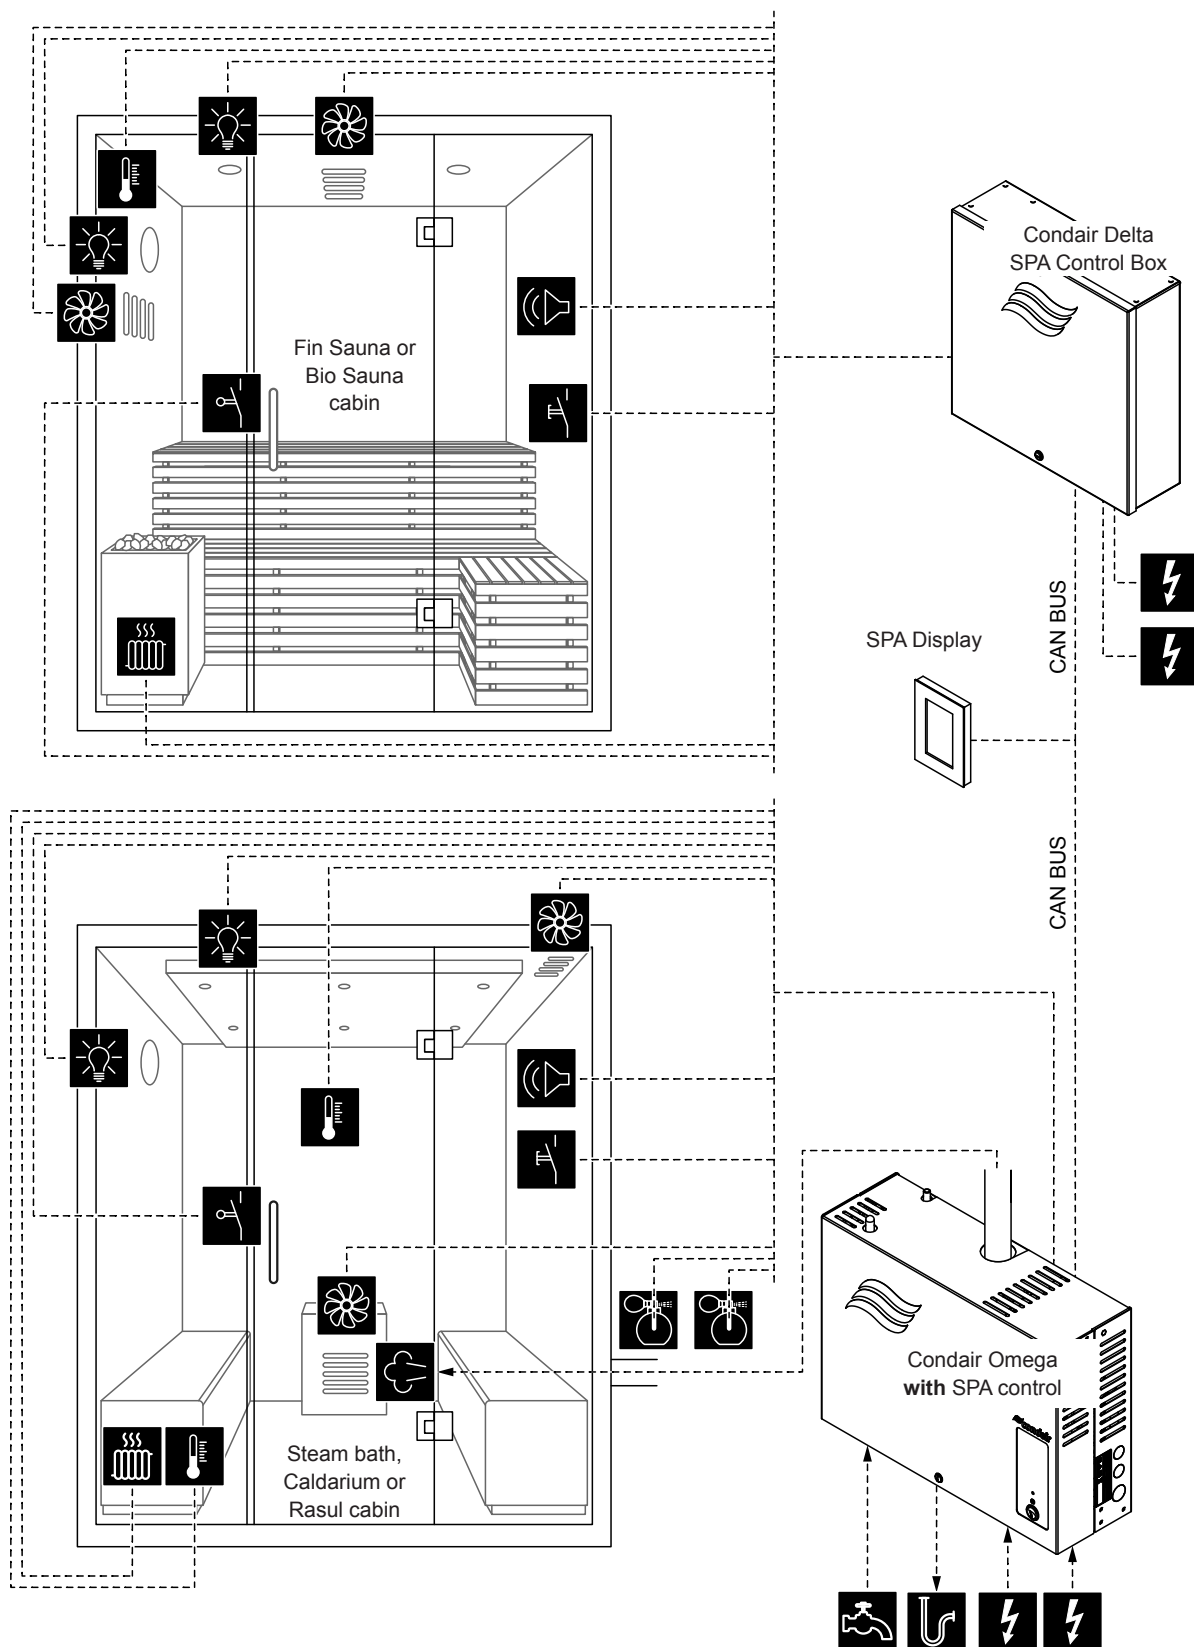 Condair Delta
SPA Control Box
Fin Sauna or
Bio Sauna
cabin
CAN BUS
SPA Display
CAN BUS
Condair Omega
with SPA control
condair
Steam bath,
Caldarium or
Rasul cabin